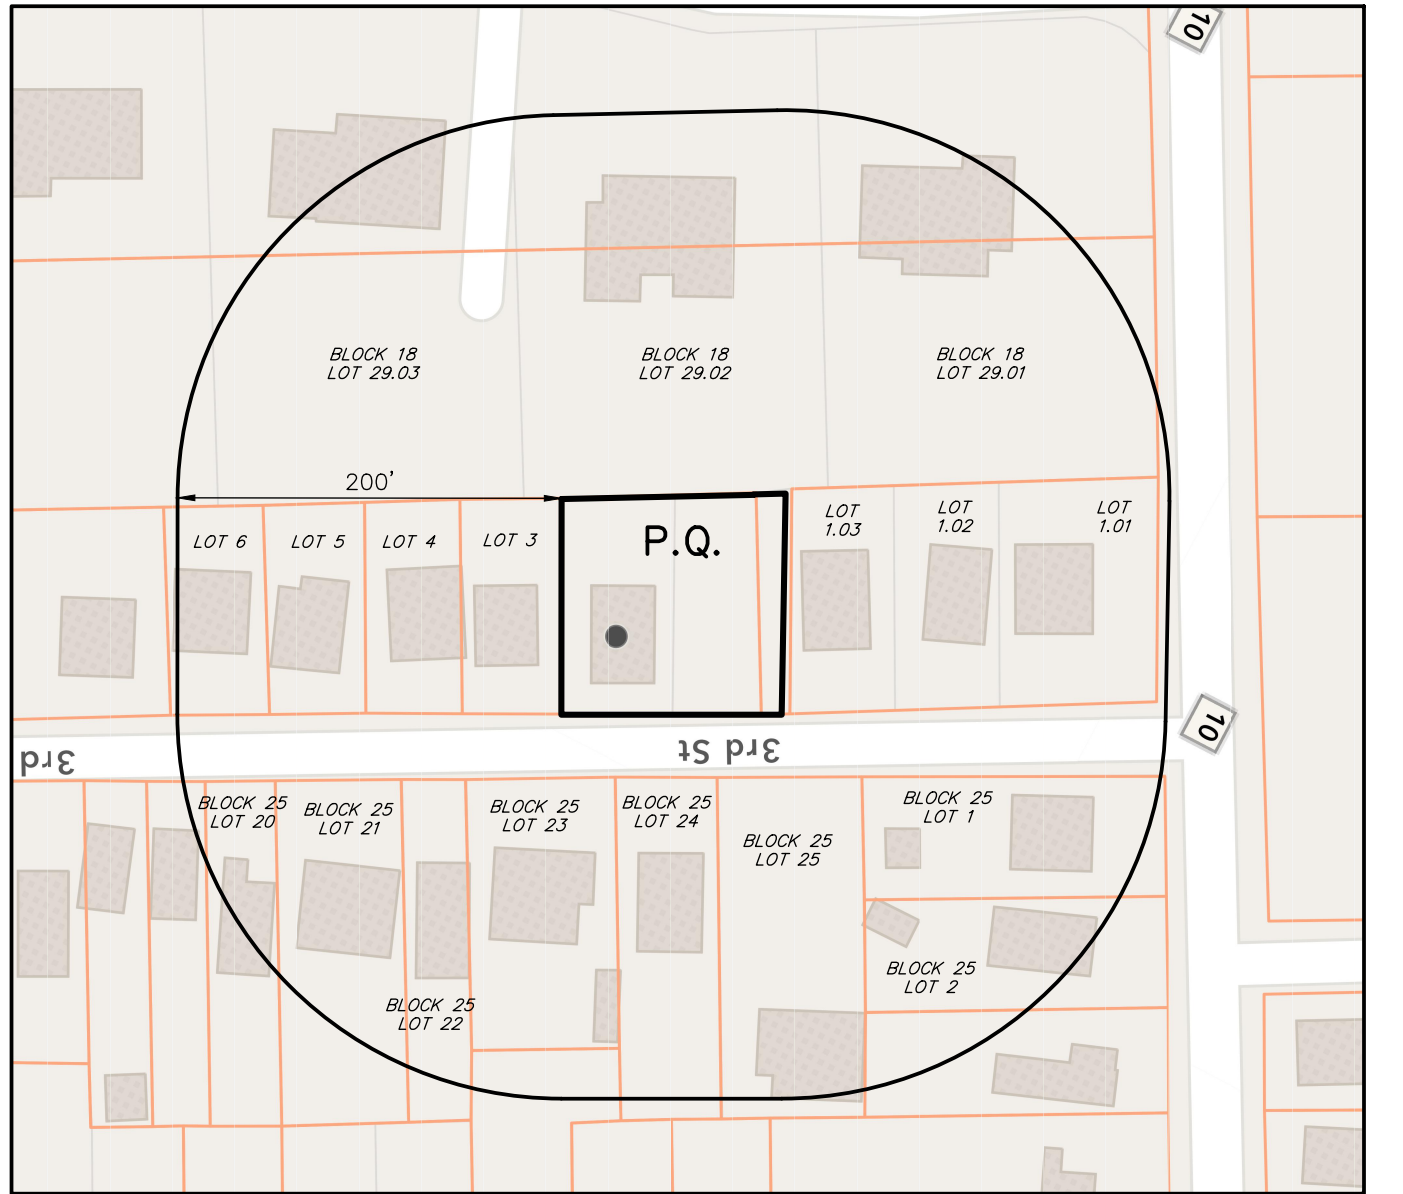 10
BLOCK 18
LOT 29.03
BLOCK 18
LOT 29.02
BLOCK 18
LOT 29.01
200'
LOT 6
LOT 5
LOT 4
LOT 3
P.Q.
LOT
1.03
LOT
1.02
LOT
1.01
3rd
3rd St
10
BLOCK 25
LOT 20
BLOCK 25
LOT 21
BLOCK 25
LOT 23
BLOCK 25
LOT 24
BLOCK 25
LOT 25
BLOCK 25
LOT 1
BLOCK 25
LOT 2
BLOCK 25
LOT 22